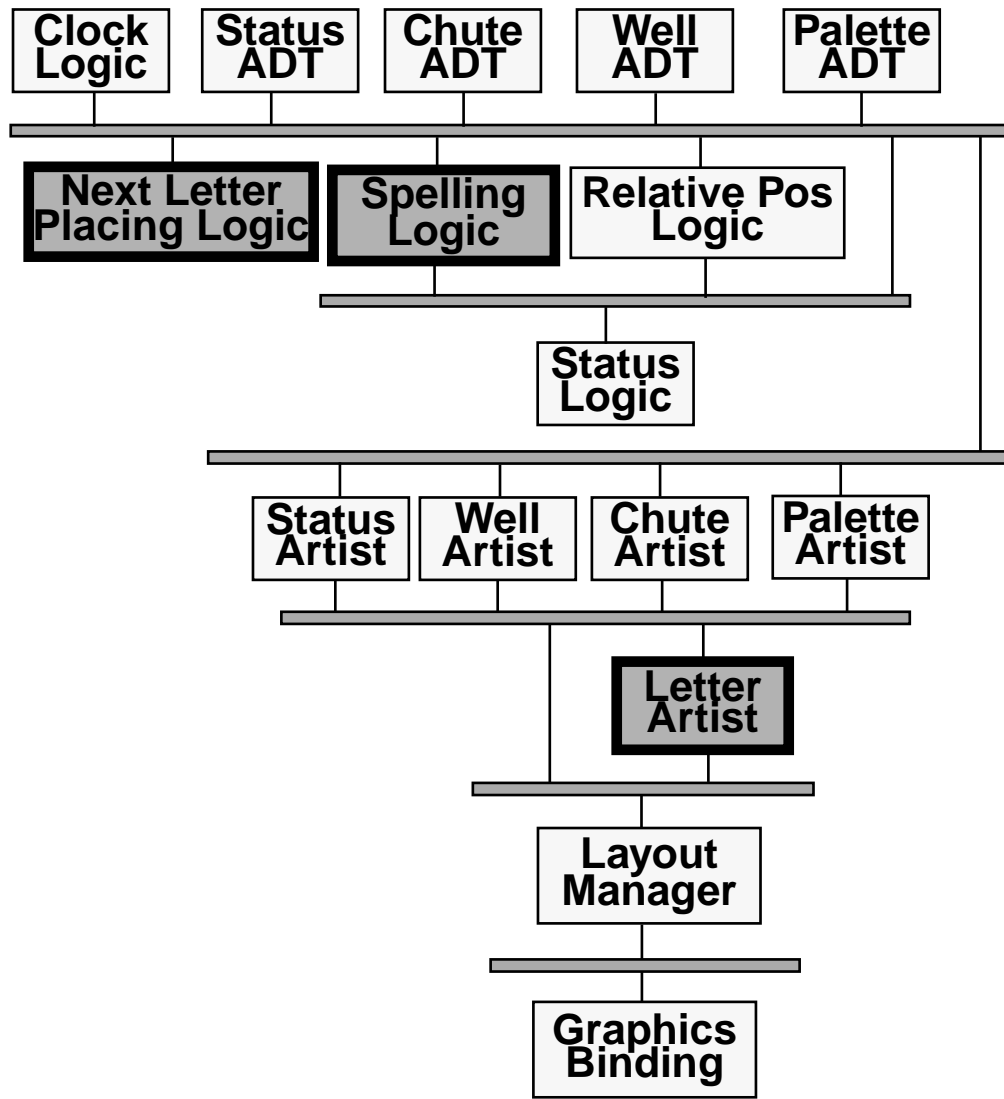 Clock
Logic
Status
ADT
Chute
ADT
Well
ADT
Palette
ADT
Next Letter
Placing Logic
Spelling
Logic
Relative Pos
Logic
Status
Logic
Status
Artist
Well
Artist
Chute
Artist
Palette
Artist
Letter
Artist
Layout
Manager
Graphics
Binding